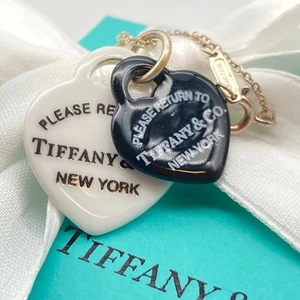 PLEASE RE
TIFFANY &
NEW YORK
PLEASE RETURN TO
TIFFANY & CO.
NEW YORK
TIFFANY